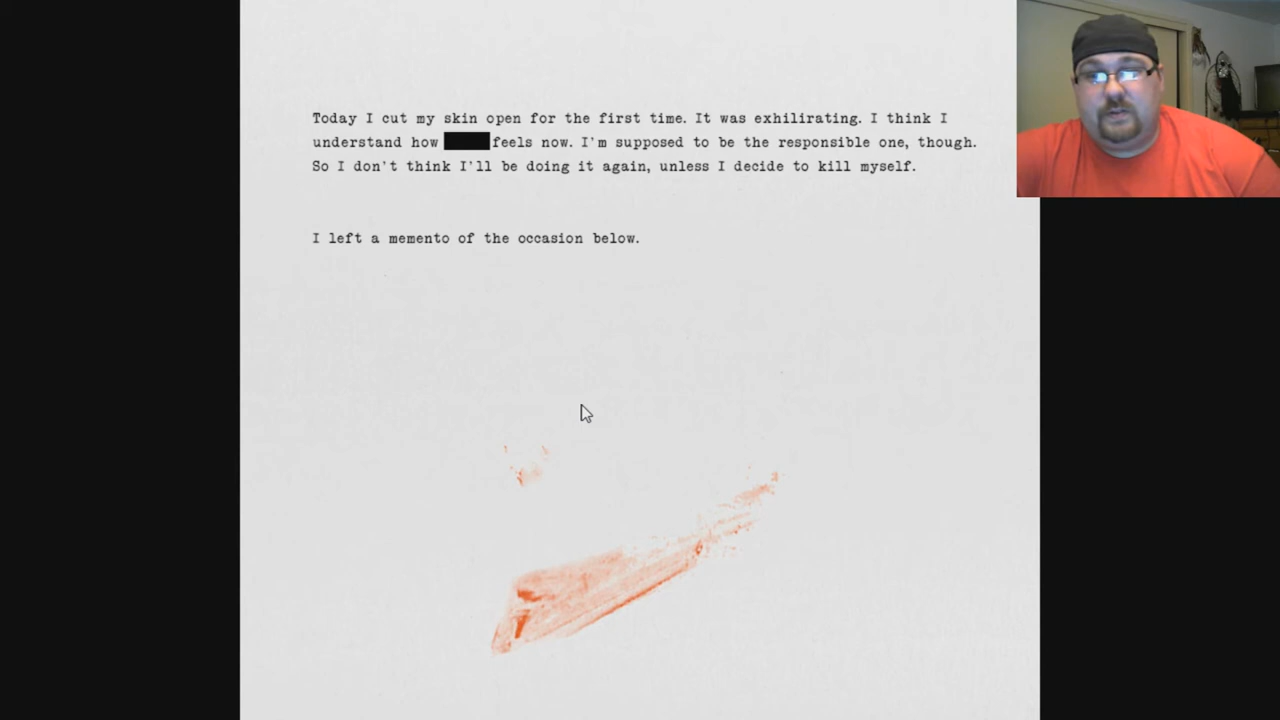 Today I cut my skin open for the first time. It was exhilirating. I think I
understand how feels now. I'm supposed to be the responsible one, though.
So I don't think I'll be doing it again, unless I decide to kill myself.
I left a memento of the occasion below.